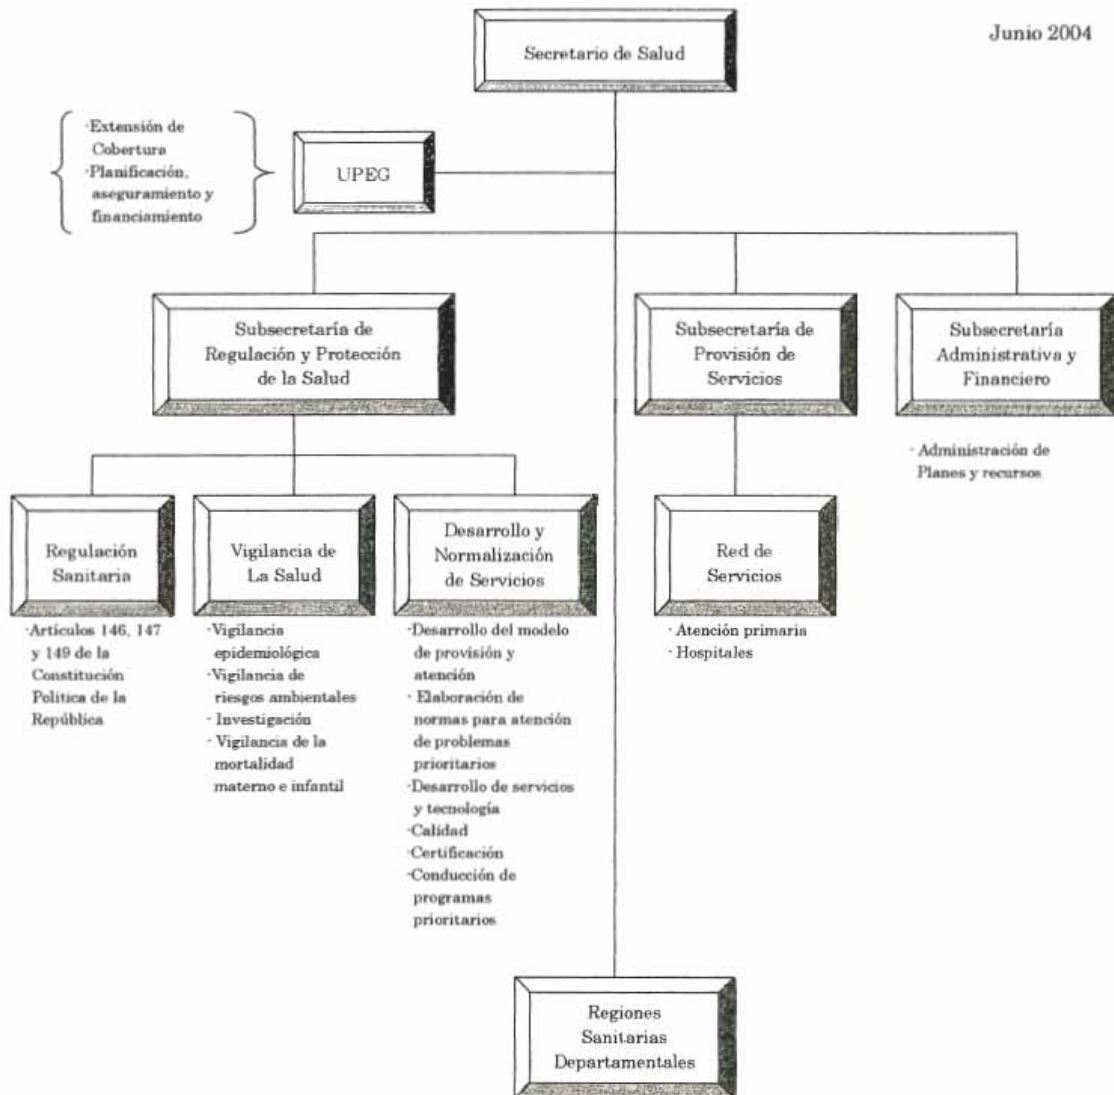 Junio 2004
Secretario de Salud
·Extensión de
Cobertura
·Planificación,
aseguramiento y
financiamiento
UPEG
Subsecretaría de
Regulación y Protección
de la Salud
Subsecretaría de
Provisión de
Servicios
Subsecretaría
Administrativa y
Financiero
· Administración de
Planes y recursos
Regulación
Sanitaria
·Artículos 146, 147
y 149 de la
Constitución
Política de la
República
Vigilancia de
La Salud
·Vigilancia
epidemiológica
·Vigilancia de
riesgos ambientales
· Investigación
· Vigilancia de la
mortalidad
materno e infantil
Desarrollo y
Normalización
de Servicios
·Desarrollo del modelo
de provisión y
atención
· Elaboración de
normas para atención
de problemas
prioritarios
·Desarrollo de servicios
y tecnología
·Calidad
·Certificación
·Conducción de
programas
prioritarios
Red de
Servicios
· Atención primaria
· Hospitales
Regiones
Sanitarias
Departamentales